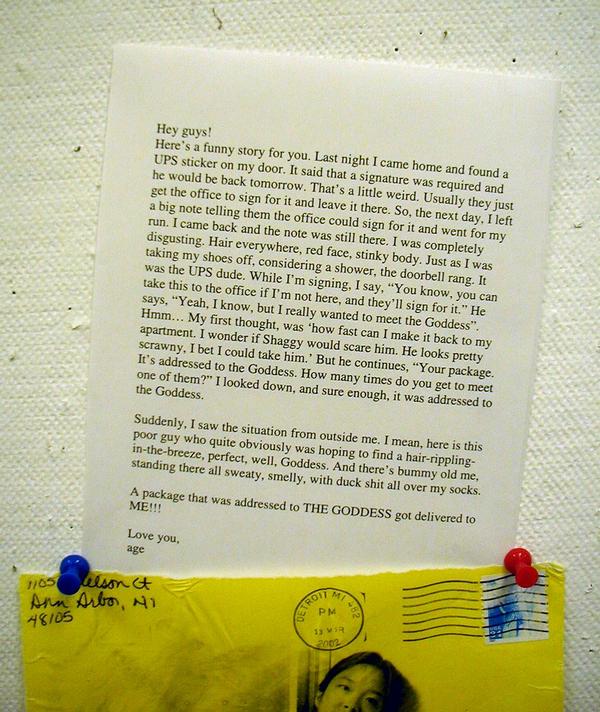 Hey guys!
Here's a funny story for you. Last night I came home and found a
UPS sticker on my door. It said that a signature was required and
he would be back tomorrow. That's a little weird. Usually they just
get the office to sign for it and leave it there. So, the next day, I left
a big note telling them the office could sign for it and went for my
run. I came back and the note was still there. I was completely
disgusting. Hair everywhere, red face, stinky body. Just as I was
taking my shoes off, considering a shower, the doorbell rang. It
was the UPS dude. While I'm signing, I say, "You know, you can
take this to the office if I'm not here, and they'll sign for it." He
says, "Yeah, I know, but I really wanted to meet the Goddess".
Hmm... My first thought, was 'how fast can I make it back to my
apartment. I wonder if Shaggy would scare him. He looks pretty
scrawny, I bet I could take him.' But he continues, "Your package.
It's addressed to the Goddess. How many times do you get to meet
one of them?" I looked down, and sure enough, it was addressed to
the Goddess.
Suddenly, I saw the situation from outside me. I mean, here is this
poor guy who quite obviously was hoping to find a hair-rippling-
in-the-breeze, perfect, well, Goddess. And there's bummy old me,
standing there all sweaty, smelly, with duck shit all over my socks.
A package that was addressed to THE GODDESS got delivered to
ME!!!
Love you,
age
1105 Ct
Ann Arbor, MI
48105
DETROIT MI 482
PM
13 MAR
2002